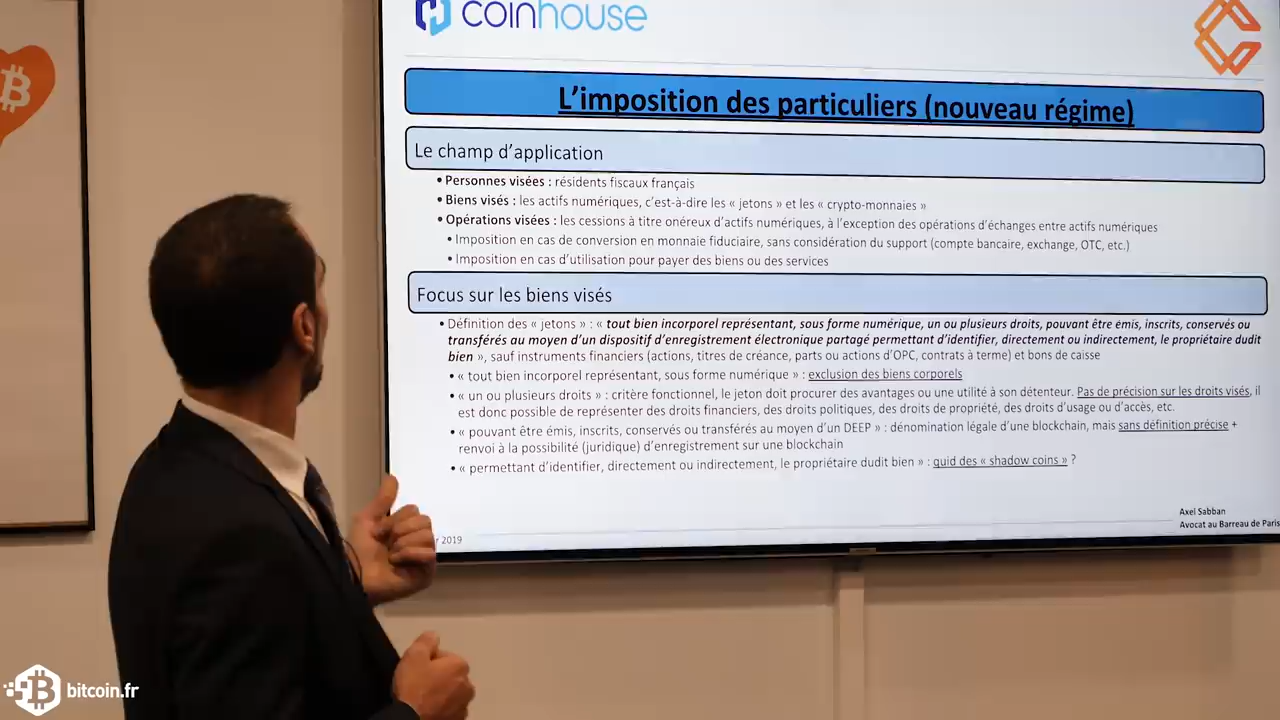 coinhouse
L'imposition des particuliers (nouveau régime)
Le champ d'application
• Personnes visées : résidents fiscaux français
• Biens visés : les actifs numériques, c'est-à-dire les « jetons » et les « crypto-monnaies »
• Opérations visées : les cessions à titre onéreux d'actifs numériques, à l'exception des opérations d'échanges entre actifs numériques
• Imposition en cas de conversion en monnaie fiduciaire, sans considération du support (compte bancaire, exchange, OTC, etc.)
• Imposition en cas d'utilisation pour payer des biens ou des services
Focus sur les biens visés
• Définition des « jetons » : « tout bien incorporel représentant, sous forme numérique, un ou plusieurs droits, pouvant être émis, inscrits, conservés ou
transférés au moyen d'un dispositif d'enregistrement électronique partagé permettant d'identifier, directement ou indirectement, le propriétaire dudit
bien », sauf instruments financiers (actions, titres de créance, parts ou actions d'OPC, contrats à terme) et bons de caisse
• « tout bien incorporel représentant, sous forme numérique » : exclusion des biens corporels
• « un ou plusieurs droits » : critère fonctionnel, le jeton doit procurer des avantages ou une utilité à son détenteur. Pas de précision sur les droits visés, il
est donc possible de représenter des droits financiers, des droits politiques, des droits de propriété, des droits d'usage ou d'accès, etc.
• « pouvant être émis, inscrits, conservés ou transférés au moyen d'un DEEP » : dénomination légale d'une blockchain, mais sans définition précise +
renvoi à la possibilité (juridique) d'enregistrement sur une blockchain
• « permettant d'identifier, directement ou indirectement, le propriétaire dudit bien » : quid des « shadow coins » ?
Axel Sabban
Avocat au Barreau de Paris
2019
bitcoin.fr